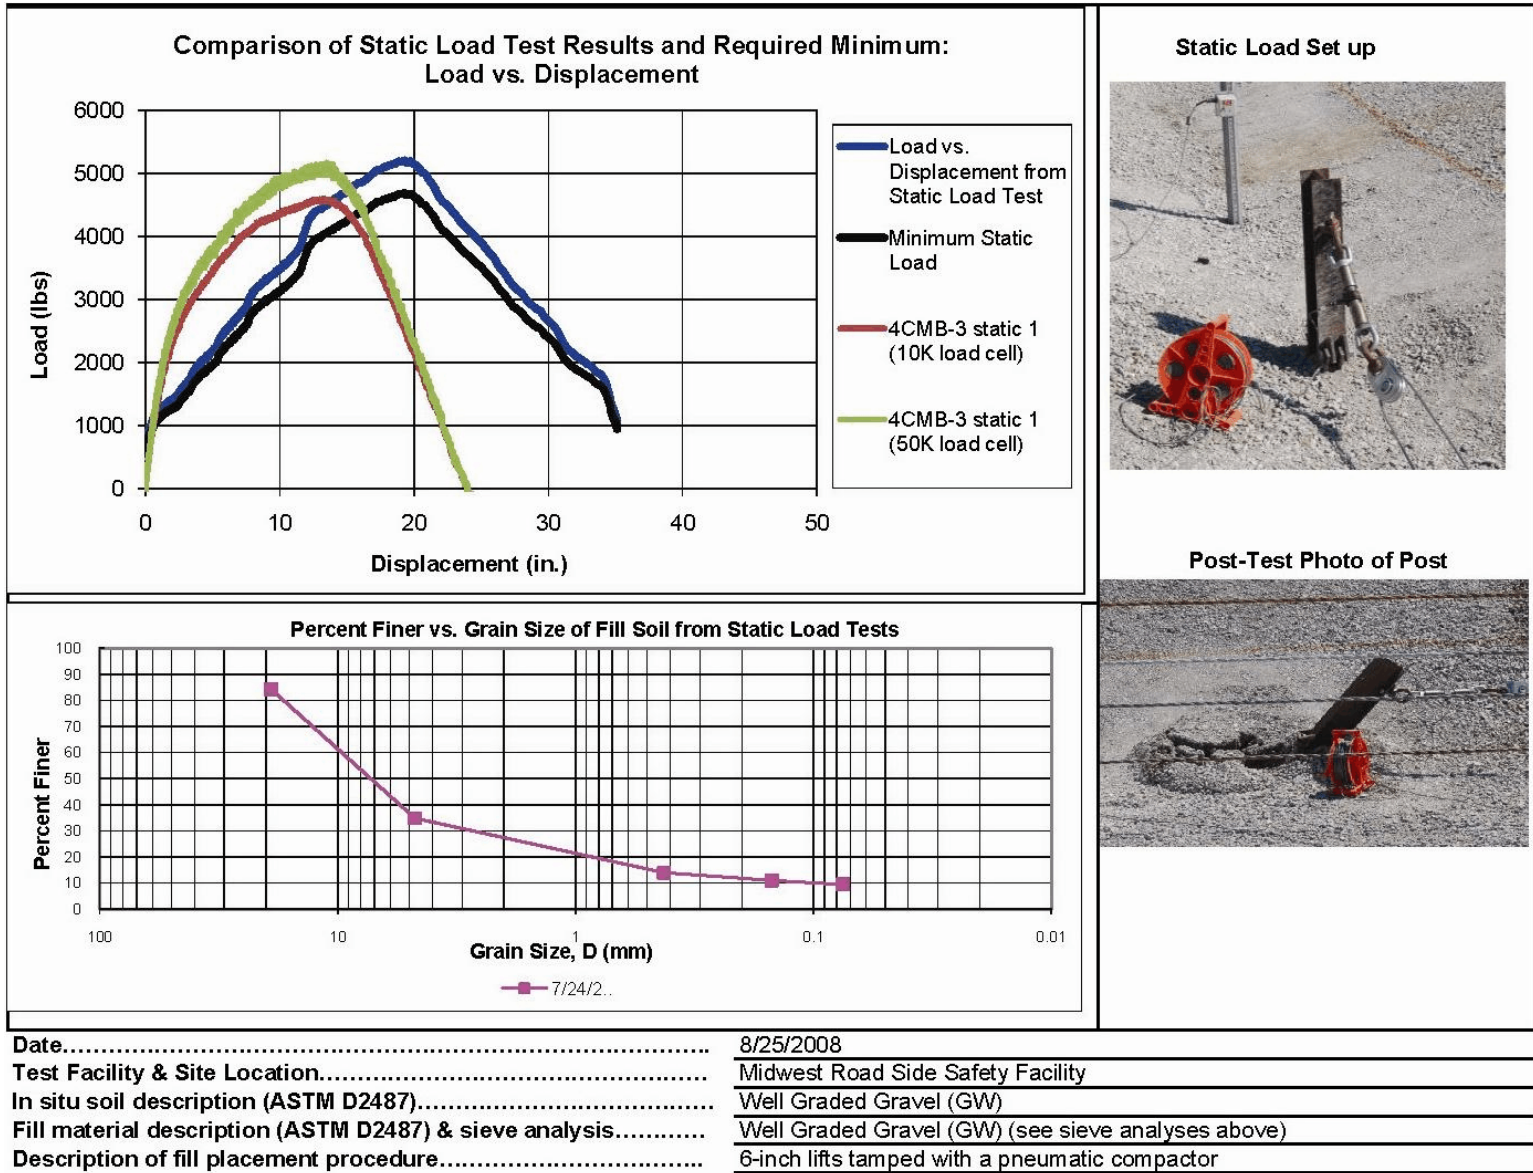 Comparison of Static Load Test Results and Required Minimum:
Load vs. Displacement
6000
5000
4000
3000
2000
1000
0
Load (lbs)
0 10 20 30 40 50
Displacement (in.)
Load vs.
Displacement from
Static Load Test
Minimum Static
Load
4CMB-3 static 1
(10K load cell)
4CMB-3 static 1
(50K load cell)
Static Load Set up
Post-Test Photo of Post
Percent Finer vs. Grain Size of Fill Soil from Static Load Tests
100
90
80
70
60
50
40
30
20
10
0
Percent Finer
100 10 1 0.1 0.01
Grain Size, D (mm)
7/24/2..
Date................................................................................ 8/25/2008
Test Facility & Site Location................................................ Midwest Road Side Safety Facility
In situ soil description (ASTM D2487)..................................... Well Graded Gravel (GW)
Fill material description (ASTM D2487) & sieve analysis............ Well Graded Gravel (GW) (see sieve analyses above)
Description of fill placement procedure................................. 6-inch lifts tamped with a pneumatic compactor